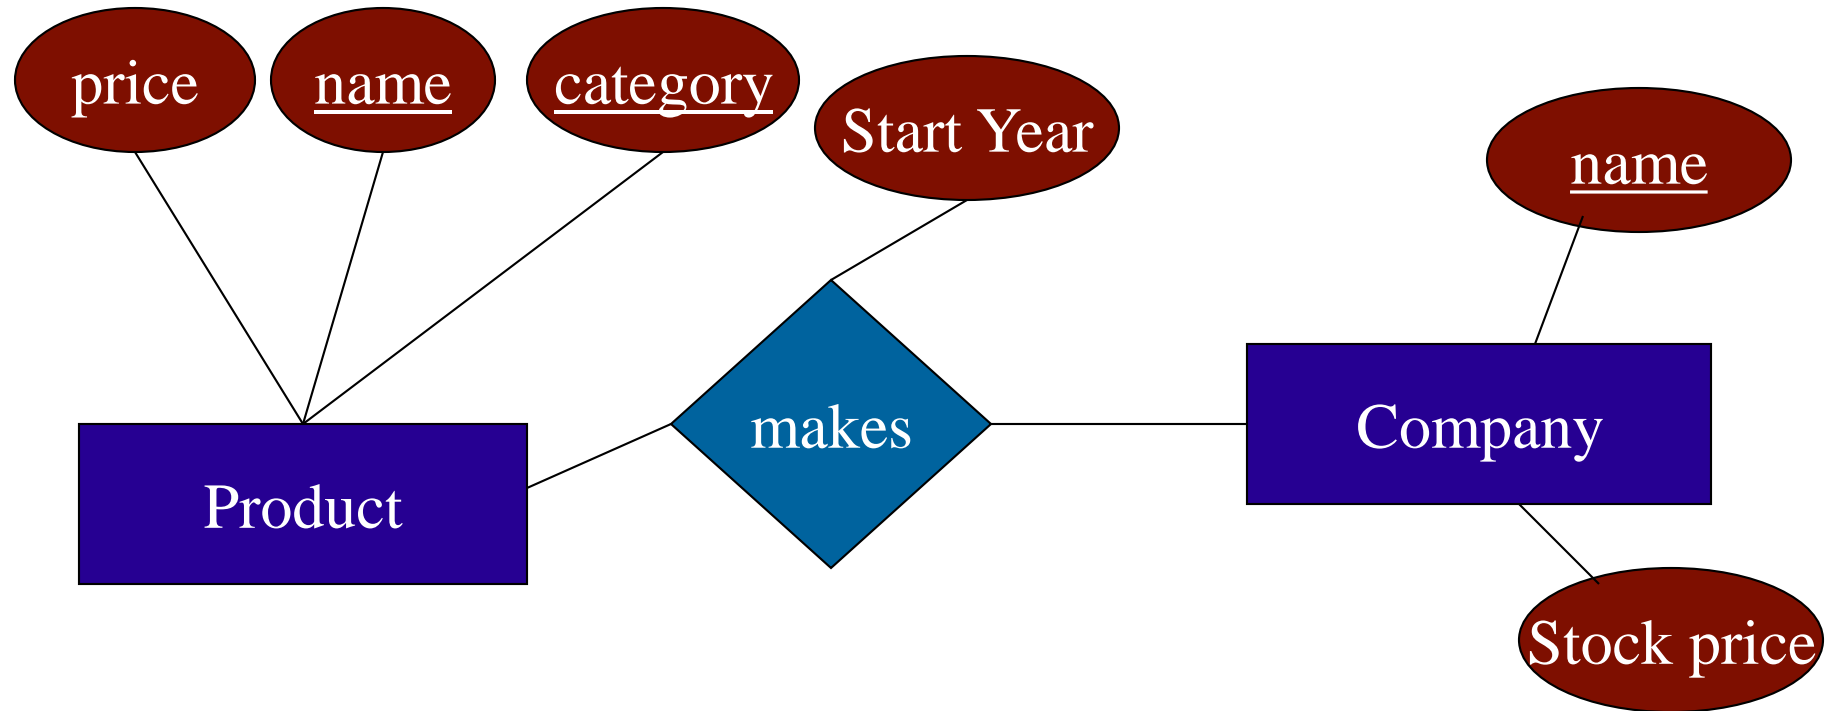 price
name
category
Start Year
name
makes
Company
Product
Stock price